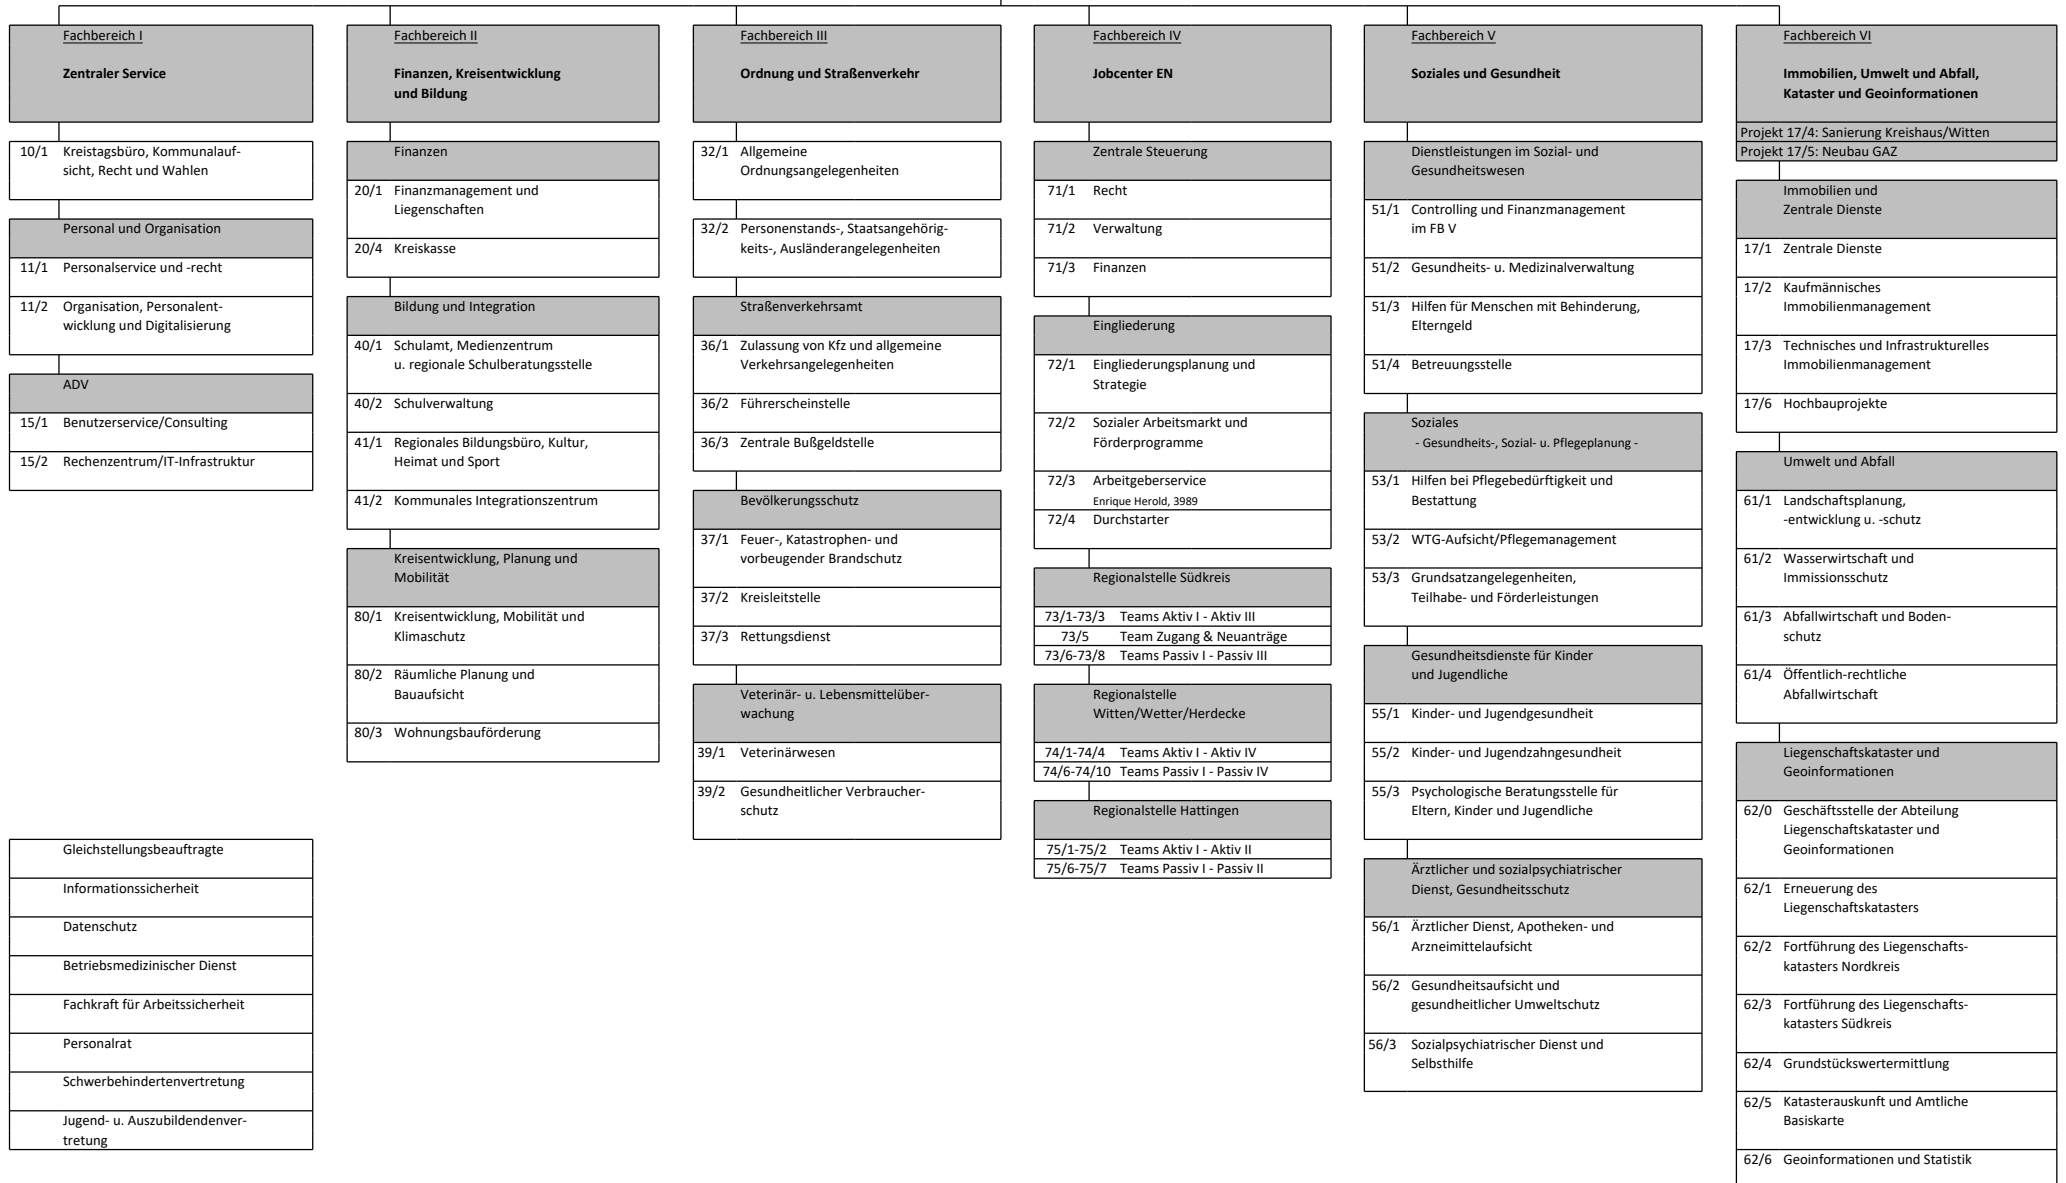 Fachbereich I
Zentraler Service
10/1 Kreistagsbüro, Kommunalauf-
sicht, Recht und Wahlen
Personal und Organisation
11/1 Personalservice und -recht
11/2 Organisation, Personalent-
wicklung und Digitalisierung
ADV
15/1 Benutzerservice/Consulting
15/2 Rechenzentrum/IT-Infrastruktur
Gleichstellungsbeauftragte
Informationssicherheit
Datenschutz
Betriebsmedizinischer Dienst
Fachkraft für Arbeitssicherheit
Personalrat
Schwerbehindertenvertretung
Jugend- u. Auszubildendenver-
tretung
Fachbereich II
Finanzen, Kreisentwicklung
und Bildung
Finanzen
20/1 Finanzmanagement und
Liegenschaften
20/4 Kreiskasse
Bildung und Integration
40/1 Schulamt, Medienzentrum
u. regionale Schulberatungsstelle
40/2 Schulverwaltung
41/1 Regionales Bildungsbüro, Kultur,
Heimat und Sport
41/2 Kommunales Integrationszentrum
Kreisentwicklung, Planung und
Mobilität
80/1 Kreisentwicklung, Mobilität und
Klimaschutz
80/2 Räumliche Planung und
Bauaufsicht
80/3 Wohnungsbauförderung
Fachbereich III
Ordnung und Straßenverkehr
32/1 Allgemeine
Ordnungsangelegenheiten
32/2 Personenstands-, Staatsangehörig-
keits-, Ausländerangelegenheiten
Straßenverkehrsamt
36/1 Zulassung von Kfz und allgemeine
Verkehrsangelegenheiten
36/2 Führerscheinstelle
36/3 Zentrale Bußgeldstelle
Bevölkerungsschutz
37/1 Feuer-, Katastrophen- und
vorbeugender Brandschutz
37/2 Kreisleitstelle
37/3 Rettungsdienst
Veterinär- u. Lebensmittelüber-
wachung
39/1 Veterinärwesen
39/2 Gesundheitlicher Verbraucher-
schutz
Fachbereich IV
Jobcenter EN
Zentrale Steuerung
71/1 Recht
71/2 Verwaltung
71/3 Finanzen
Eingliederung
72/1 Eingliederungsplanung und
Strategie
72/2 Sozialer Arbeitsmarkt und
Förderprogramme
72/3 Arbeitgeberservice
Enrique Herold, 3989
72/4 Durchstarter
Regionalstelle Südkreis
73/1-73/3 Teams Aktiv I - Aktiv III
73/5 Team Zugang & Neuanträge
73/6-73/8 Teams Passiv I - Passiv III
Regionalstelle
Witten/Wetter/Herdecke
74/1-74/4 Teams Aktiv I - Aktiv IV
74/6-74/10 Teams Passiv I - Passiv IV
Regionalstelle Hattingen
75/1-75/2 Teams Aktiv I - Aktiv II
75/6-75/7 Teams Passiv I - Passiv II
Fachbereich V
Soziales und Gesundheit
Dienstleistungen im Sozial- und
Gesundheitswesen
51/1 Controlling und Finanzmanagement
im FB V
51/2 Gesundheits- u. Medizinalverwaltung
51/3 Hilfen für Menschen mit Behinderung,
Elterngeld
51/4 Betreuungsstelle
Soziales
- Gesundheits-, Sozial- u. Pflegeplanung -
53/1 Hilfen bei Pflegebedürftigkeit und
Bestattung
53/2 WTG-Aufsicht/Pflegemanagement
53/3 Grundsatzangelegenheiten,
Teilhabe- und Förderleistungen
Gesundheitsdienste für Kinder
und Jugendliche
55/1 Kinder- und Jugendgesundheit
55/2 Kinder- und Jugendzahngesundheit
55/3 Psychologische Beratungsstelle für
Eltern, Kinder und Jugendliche
Ärztlicher und sozialpsychiatrischer
Dienst, Gesundheitsschutz
56/1 Ärztlicher Dienst, Apotheken- und
Arzneimittelaufsicht
56/2 Gesundheitsaufsicht und
gesundheitlicher Umweltschutz
56/3 Sozialpsychiatrischer Dienst und
Selbsthilfe
Fachbereich VI
Immobilien, Umwelt und Abfall,
Kataster und Geoinformationen
Projekt 17/4: Sanierung Kreishaus/Witten
Projekt 17/5: Neubau GAZ
Immobilien und
Zentrale Dienste
17/1 Zentrale Dienste
17/2 Kaufmännisches
Immobilienmanagement
17/3 Technisches und Infrastrukturelles
Immobilienmanagement
17/6 Hochbauprojekte
Umwelt und Abfall
61/1 Landschaftsplanung,
-entwicklung u. -schutz
61/2 Wasserwirtschaft und
Immissionsschutz
61/3 Abfallwirtschaft und Boden-
schutz
61/4 Öffentlich-rechtliche
Abfallwirtschaft
Liegenschaftskataster und
Geoinformationen
62/0 Geschäftsstelle der Abteilung
Liegenschaftskataster und
Geoinformationen
62/1 Erneuerung des
Liegenschaftskatasters
62/2 Fortführung des Liegenschafts-
katasters Nordkreis
62/3 Fortführung des Liegenschafts-
katasters Südkreis
62/4 Grundstückswertermittlung
62/5 Katasterauskunft und Amtliche
Basiskarte
62/6 Geoinformationen und Statistik